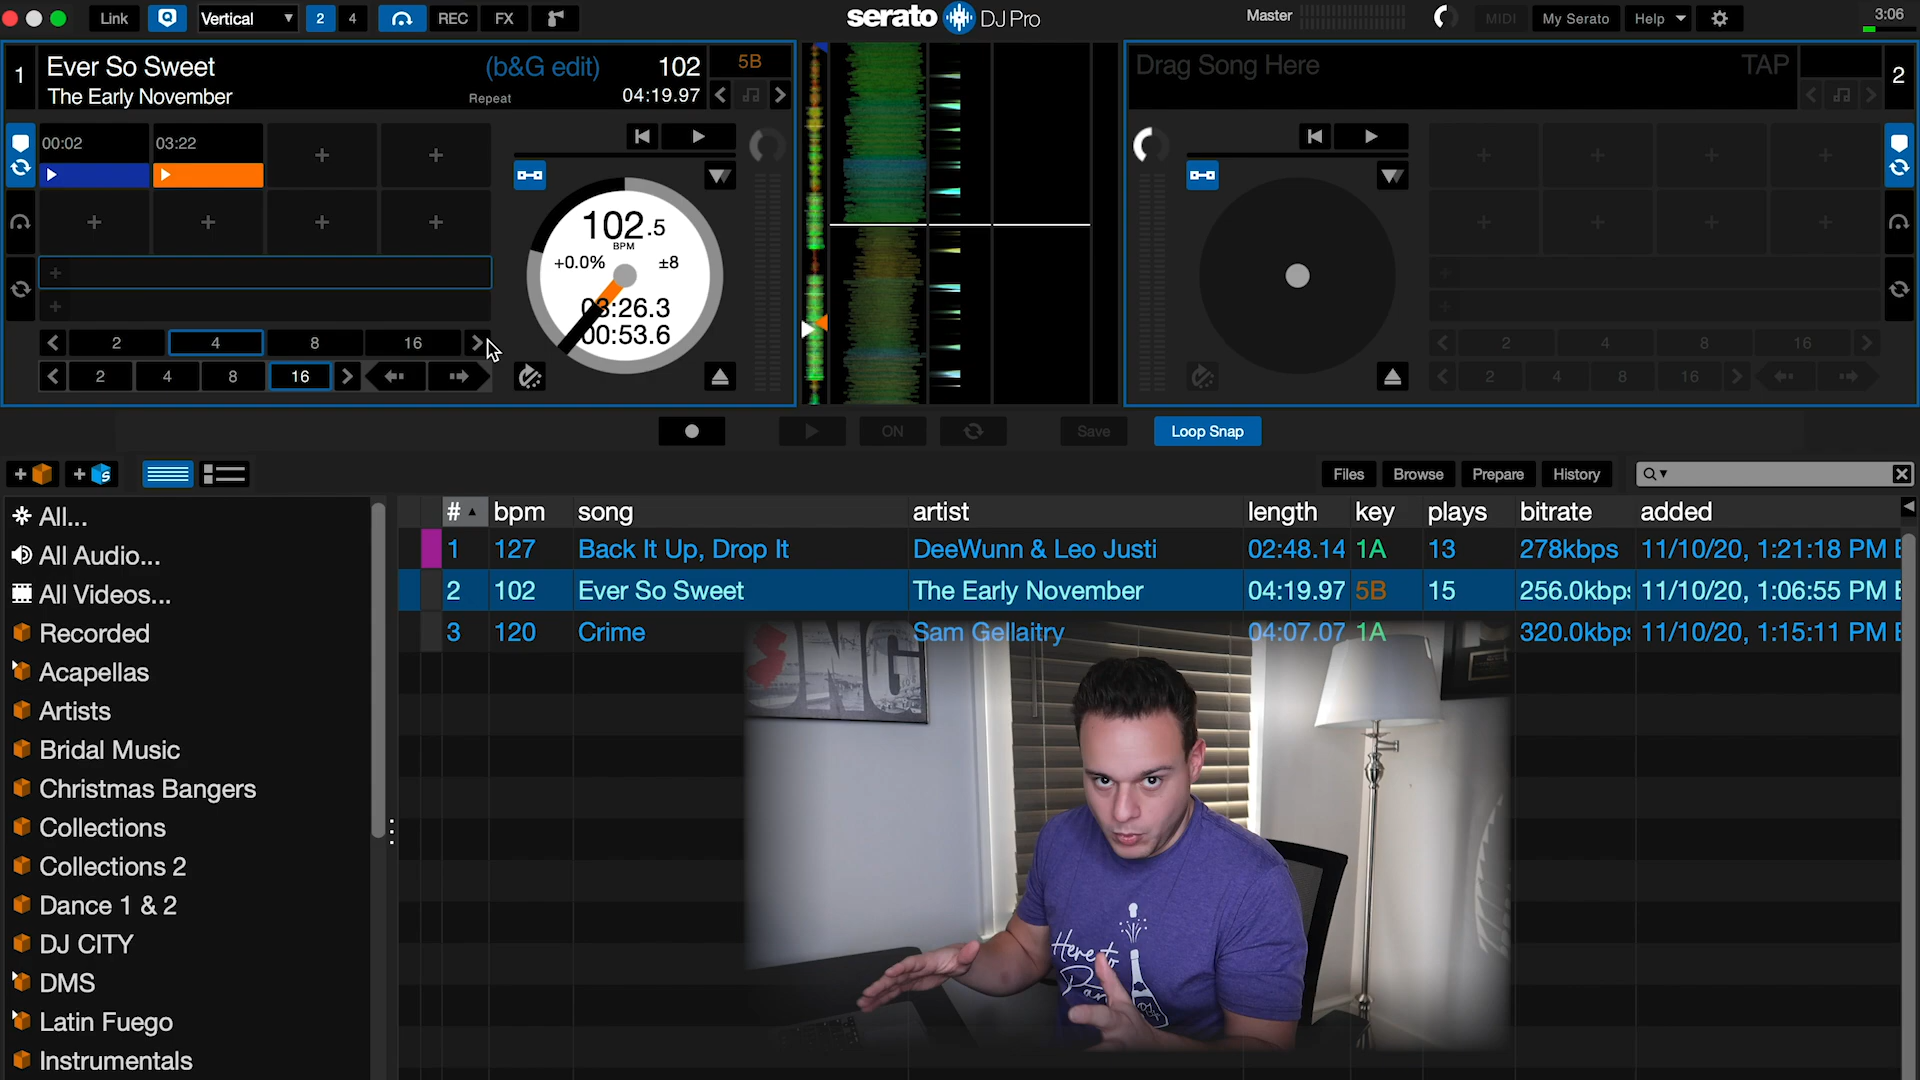 Link
Vertical
2
4
REC
FX
serato DJ Pro
Master
MIDI
My Serato
Help
3:06
1
Ever So Sweet
(b&G edit)
102
5B
The Early November
Repeat
04:19.97
Drag Song Here
TAP
2
00:02
03:22
102.5
BPM
+0.0%
±8
03:26.3
00:53.6
2
4
8
16
2
4
8
16
2
4
8
16
2
4
8
16
ON
Save
Loop Snap
Files
Browse
Prepare
History
# bpm song artist length key plays bitrate added
1 127 Back It Up, Drop It DeeWunn & Leo Justi 02:48.14 1A 13 278kbps 11/10/20, 1:21:18 PM E
2 102 Ever So Sweet The Early November 04:19.97 5B 15 256.0kbps 11/10/20, 1:06:55 PM E
3 120 Crime Sam Gellaitry 04:07.07 1A 320.0kbps 11/10/20, 1:15:11 PM E
All...
All Audio...
All Videos...
Recorded
Acapellas
Artists
Bridal Music
Christmas Bangers
Collections
Collections 2
Dance 1 & 2
DJ CITY
DMS
Latin Fuego
Instrumentals
NG
Here to